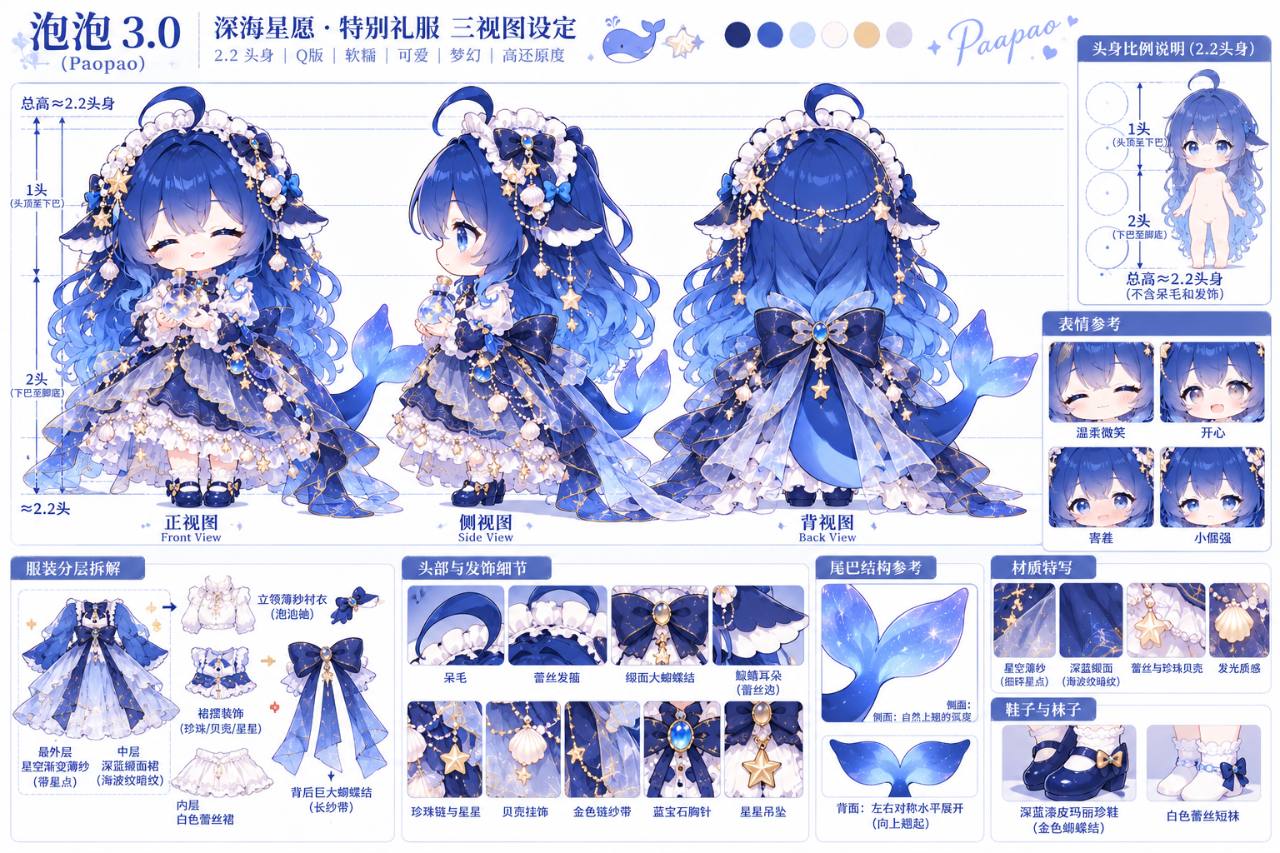 泡泡 3.0
(Paopao)
深海星愿·特别礼服 三视图设定
2.2 头身 | Q版 | 软糯 | 可爱 | 梦幻 | 高还原度
Paapao
头身比例说明 (2.2头身)
1头
(头顶至下巴)
2头
(下巴至脚底)
总高≈2.2头身
(不含呆毛和发饰)
总高≈2.2头身
1头
(头顶至下巴)
2头
(下巴至脚底)
≈2.2头
正视图
Front View
侧视图
Side View
背视图
Back View
表情参考
温柔微笑
开心
害羞
小倔强
服装分层拆解
立领薄纱衬衣
(泡泡袖)
裙摆装饰
(珍珠/贝壳/星星)
最外层
星空渐变薄纱
(带星点)
中层
深蓝缎面裙
(海波纹暗纹)
内层
白色蕾丝裙
背后巨大蝴蝶结
(长纱带)
头部与发饰细节
呆毛
蕾丝发箍
缎面大蝴蝶结
鲸鳍耳朵
(蕾丝边)
珍珠链与星星
贝壳挂饰
金色链纱带
蓝宝石胸针
星星吊坠
尾巴结构参考
侧面:
侧面: 自然上翘的弧度
背面: 左右对称水平展开
(向上翘起)
材质特写
星空薄纱
(细碎星点)
深蓝缎面
(海波纹暗纹)
蕾丝与珍珠贝壳
发光质感
鞋子与袜子
深蓝漆皮玛丽珍鞋
(金色蝴蝶结)
白色蕾丝短袜